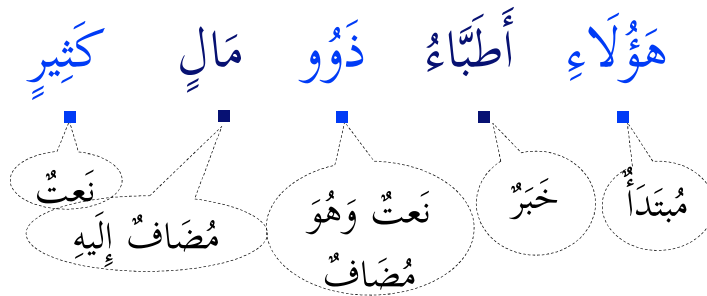 هَؤُلَاءِ أَطَبَّاءُ ذَوُو مَالٍ كَثِيرٍ
مُبتَدَأٌ
خَبَرٌ
نَعتٌ وَهُوَ
مُضَافٌ
مُضَافٌ إِلَيهِ
نَعتٌ